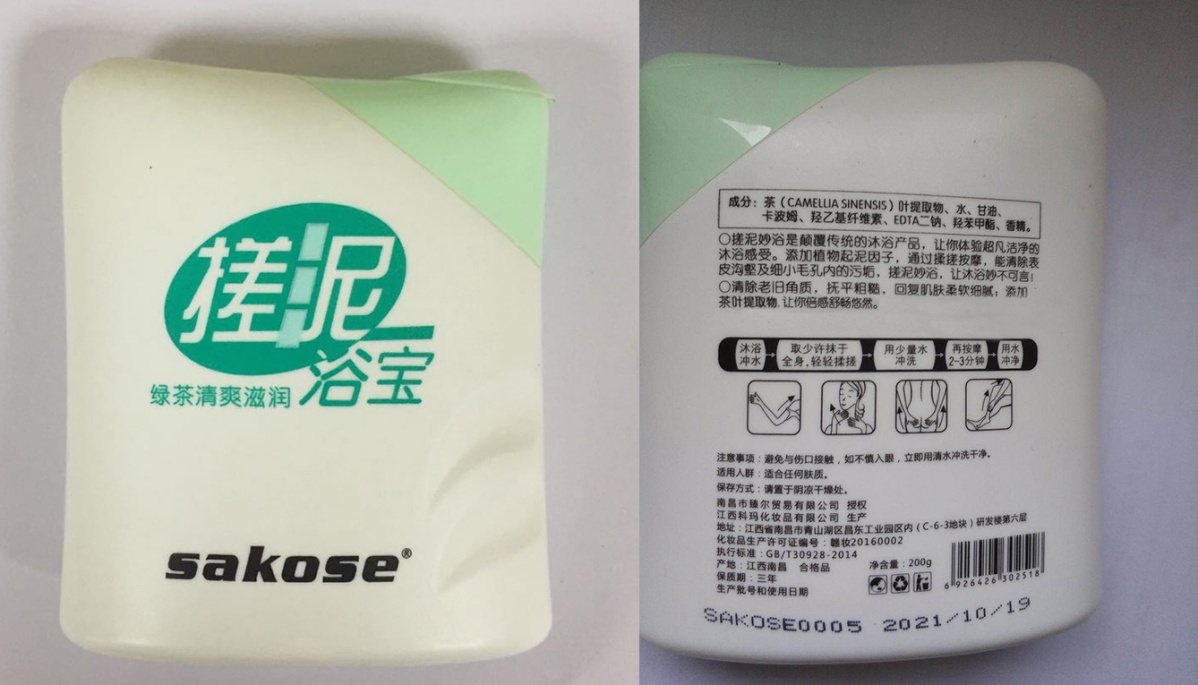 搓泥
浴宝
绿茶清爽滋润
sakose®
成分：茶（CAMELLIA SINENSIS）叶提取物、水、甘油、
卡波姆、羟乙基纤维素、EDTA二钠、羟苯甲酯、香精。
○搓泥妙浴是颠覆传统的沐浴产品，让你体验超凡洁净的
沐浴感受。添加植物起泥因子，通过揉搓按摩，能清除表
皮沟壑及细小毛孔内的污垢，搓泥妙浴，让沐浴妙不可言！
○清除老旧角质，抚平粗糙，回复肌肤柔软细腻；添加
茶叶提取物，让你倍感舒畅悠然。
沐浴
冲水
取少许抹于
全身,轻轻揉搓
用少量水
冲洗
再按摩
2-3分钟
用水
冲净
注意事项：避免与伤口接触，如不慎入眼，立即用清水冲洗干净。
适用人群：适合任何肤质。
保存方式：请置于阴凉干燥处。
南昌市臻尔贸易有限公司 授权
江西科玛化妆品有限公司 生产
地址：江西省南昌市青山湖区昌东工业园区内（C-6-3地块）研发楼第六层
化妆品生产许可证编号：赣妆20160002
执行标准：GB/T30928-2014
产地：江西南昌 合格品
净含量：200g
保质期：三年
生产批号和使用日期
6 926426 302518
SAKOSE0005 2021/10/19